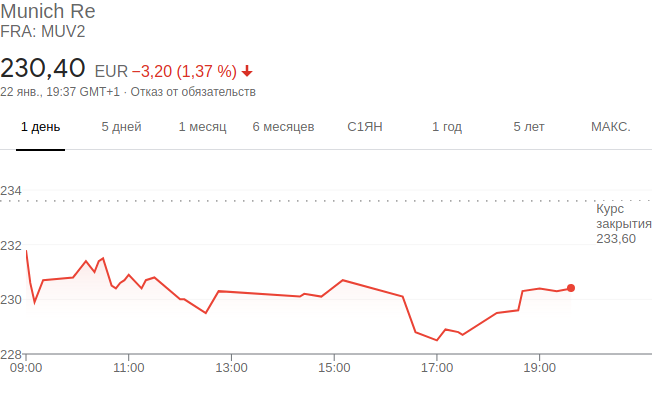 Munich Re
FRA: MUV2
230,40 EUR −3,20 (1,37 %)
22 янв., 19:37 GMT+1 · Отказ от обязательств
1 день 5 дней 1 месяц 6 месяцев С1ЯН 1 год 5 лет МАКС.
234
Курс
закрытия
233,60
232
230
228
09:00 11:00 13:00 15:00 17:00 19:00